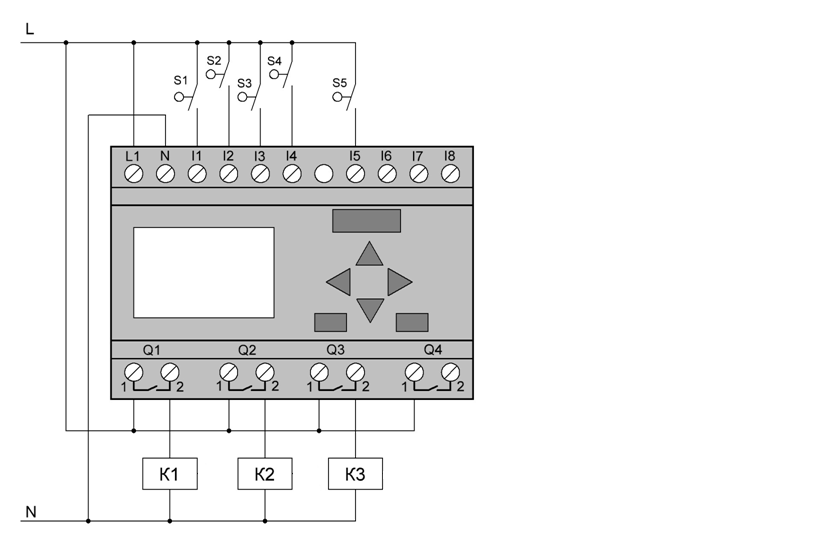 L
S1 S2 S3 S4 S5
L1 N I1 I2 I3 I4 I5 I6 I7 I8
Q1 Q2 Q3 Q4
1 2 1 2 1 2 1 2
K1 K2 K3
N